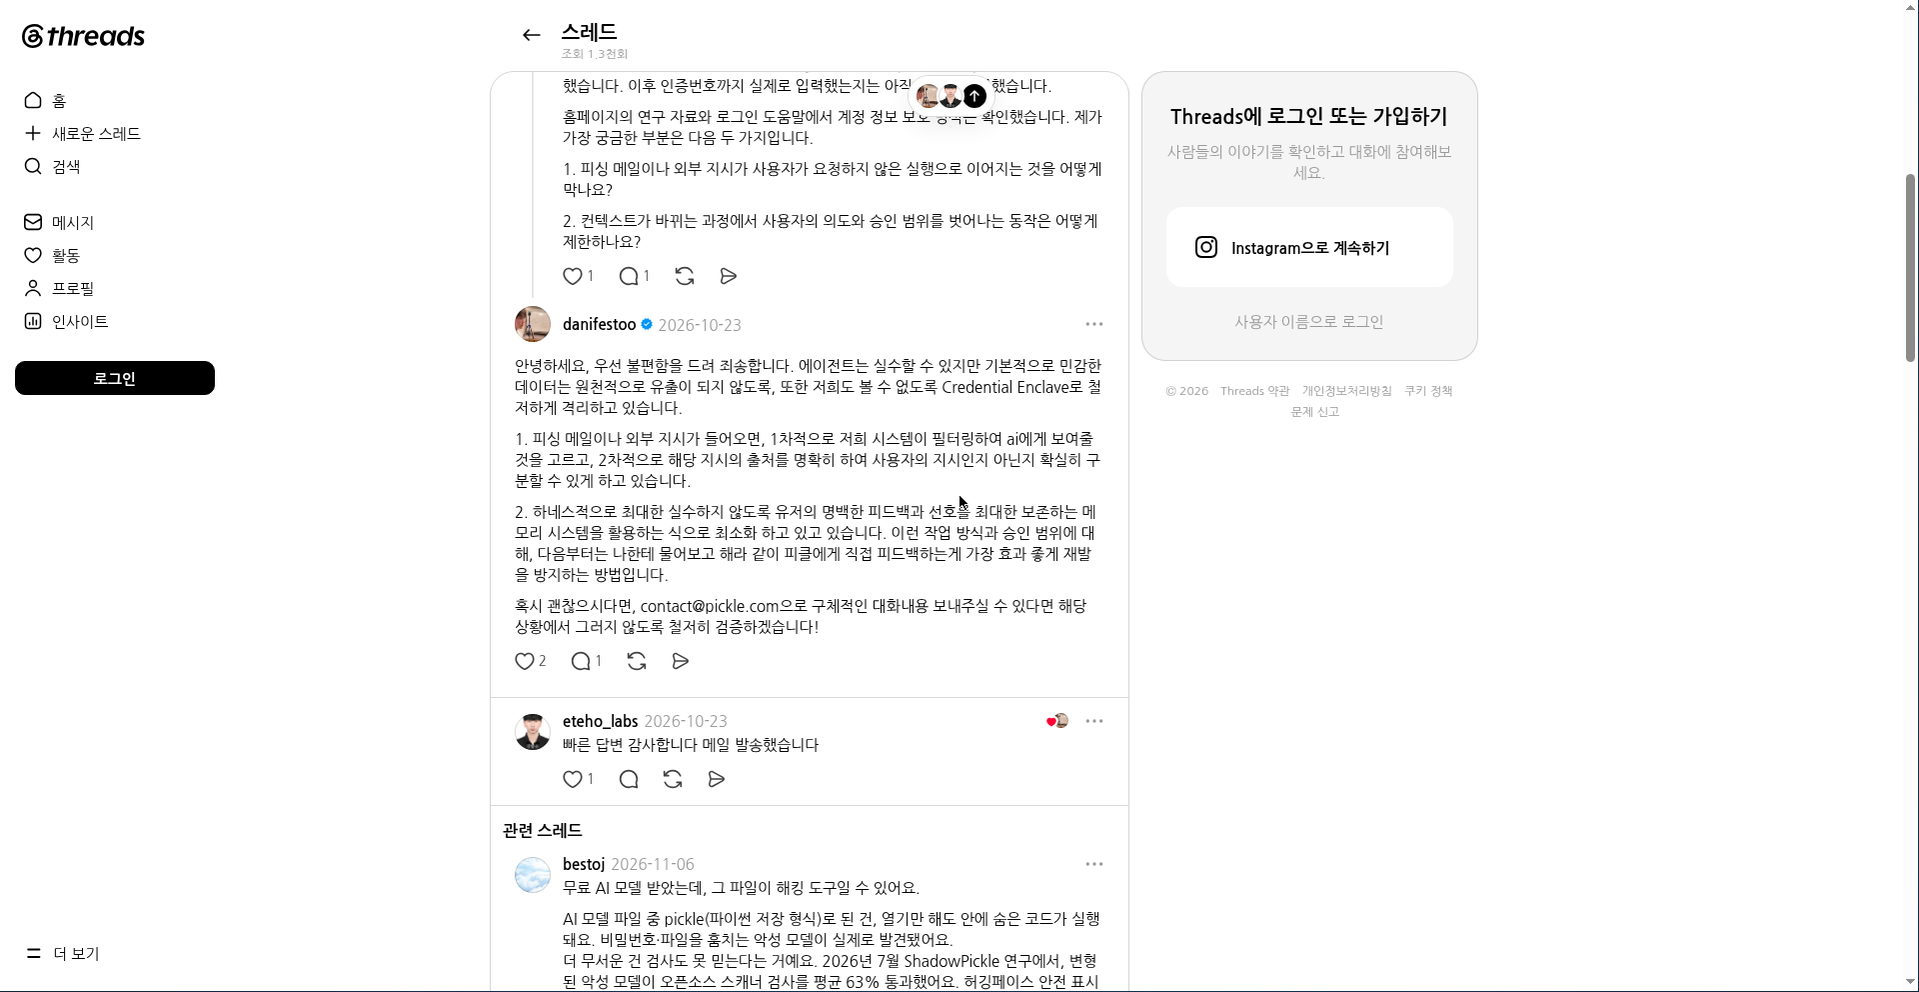 threads
홈
새로운 스레드
검색
메시지
활동
프로필
인사이트
로그인
더 보기
스레드
조회 1.3천회
했습니다. 이후 인증번호까지 실제로 입력했는지는 아직 했습니다.
홈페이지의 연구 자료와 로그인 도움말에서 계정 정보 보호 확인했습니다. 제가
가장 궁금한 부분은 다음 두 가지입니다.
1. 피싱 메일이나 외부 지시가 사용자가 요청하지 않은 실행으로 이어지는 것을 어떻게
막나요?
2. 컨텍스트가 바뀌는 과정에서 사용자의 의도와 승인 범위를 벗어나는 동작은 어떻게
제한하나요?
1 1
danifestoo 2026-10-23
안녕하세요, 우선 불편함을 드려 죄송합니다. 에이전트는 실수할 수 있지만 기본적으로 민감한
데이터는 원천적으로 유출이 되지 않도록, 또한 저희도 볼 수 없도록 Credential Enclave로 철
저하게 격리하고 있습니다.
1. 피싱 메일이나 외부 지시가 들어오면, 1차적으로 저희 시스템이 필터링하여 ai에게 보여줄
것을 고르고, 2차적으로 해당 지시의 출처를 명확히 하여 사용자의 지시인지 아닌지 확실히 구
분할 수 있게 하고 있습니다.
2. 하네스적으로 최대한 실수하지 않도록 유저의 명백한 피드백과 선호를 최대한 보존하는 메
모리 시스템을 활용하는 식으로 최소화 하고 있고 있습니다. 이런 작업 방식과 승인 범위에 대
해, 다음부터는 나한테 물어보고 해라 같이 피클에게 직접 피드백하는게 가장 효과 좋게 재발
을 방지하는 방법입니다.
혹시 괜찮으시다면, contact@pickle.com으로 구체적인 대화내용 보내주실 수 있다면 해당
상황에서 그러지 않도록 철저히 검증하겠습니다!
2 1
eteho_labs 2026-10-23
빠른 답변 감사합니다 메일 발송했습니다
1
관련 스레드
bestoj 2026-11-06
무료 AI 모델 받았는데, 그 파일이 해킹 도구일 수 있어요.
AI 모델 파일 중 pickle(파이썬 저장 형식)로 된 건, 열기만 해도 안에 숨은 코드가 실행
돼요. 비밀번호·파일을 훔치는 악성 모델이 실제로 발견됐어요.
더 무서운 건 검사도 못 믿는다는 거예요. 2026년 7월 ShadowPickle 연구에서, 변형
된 악성 모델이 오픈소스 스캐너 검사를 평균 63% 통과했어요. 허깅페이스 안전 표시
Threads에 로그인 또는 가입하기
사람들의 이야기를 확인하고 대화에 참여해보
세요.
Instagram으로 계속하기
사용자 이름으로 로그인
© 2026 Threads 약관 개인정보처리방침 쿠키 정책
문제 신고